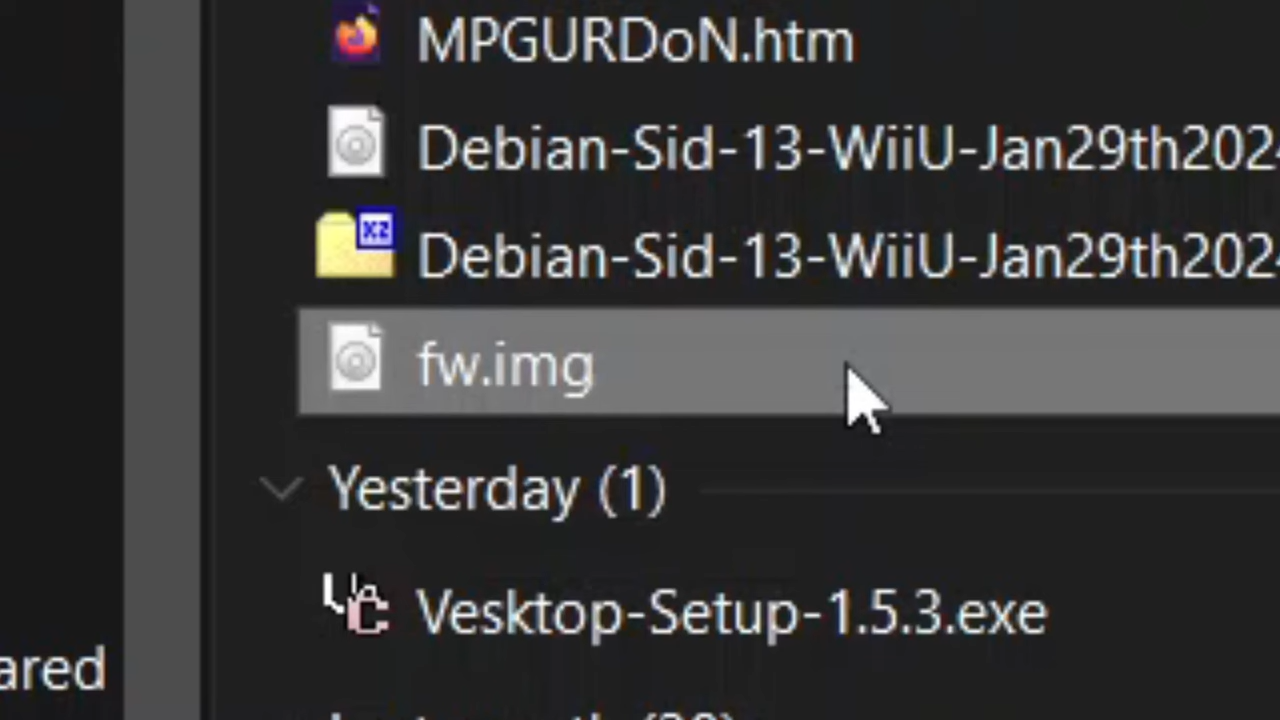 MPGURDoN.htm
Debian-Sid-13-WiiU-Jan29th202
XZ
Debian-Sid-13-WiiU-Jan29th202
fw.img
Yesterday (1)
Vesktop-Setup-1.5.3.exe
ared